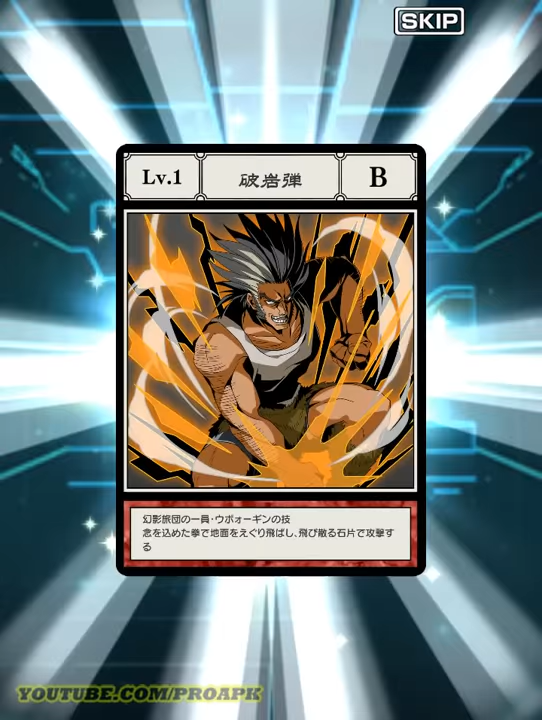 SKIP
Lv.1
破岩弾
B
幻影旅団の一員・ウボォーギンの技
念を込めた拳で地面をえぐり飛ばし、飛び散る石片で攻撃す
る
YOUTUBE.COM/PROAPK